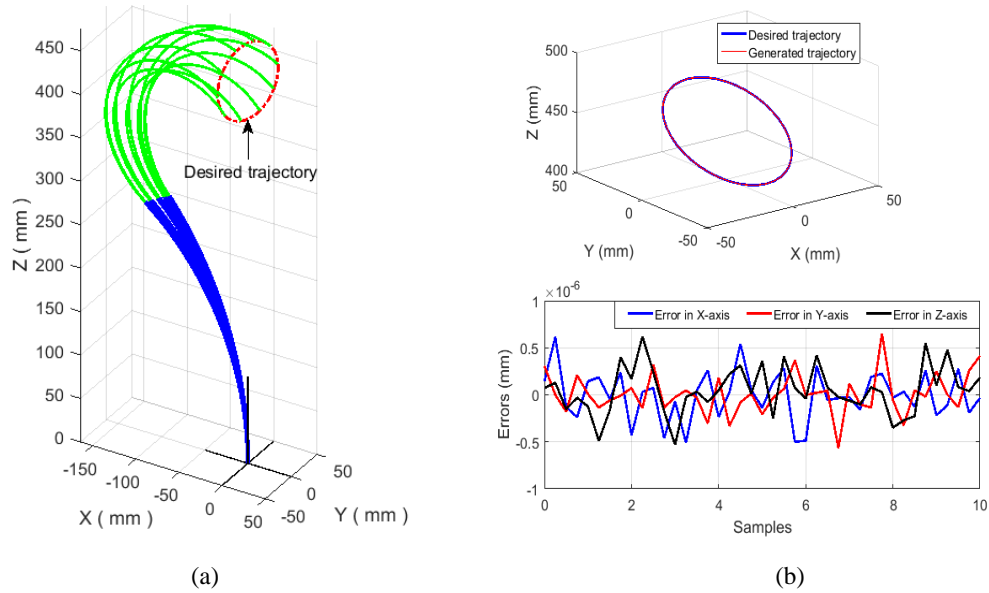 450
400
350
300
250
200
150
100
50
0
Z ( mm )
Desired trajectory
-150
-100
-50
0
50
X ( mm )
50
0
-50
Y ( mm )
(a)
Desired trajectory
Generated trajectory
500
450
400
Z (mm)
50
0
-50
Y (mm)
-50
0
50
X (mm)
×10⁻⁶
Error in X-axis
Error in Y-axis
Error in Z-axis
1
0.5
0
-0.5
-1
Errors (mm)
0
2
4
6
8
10
Samples
(b)